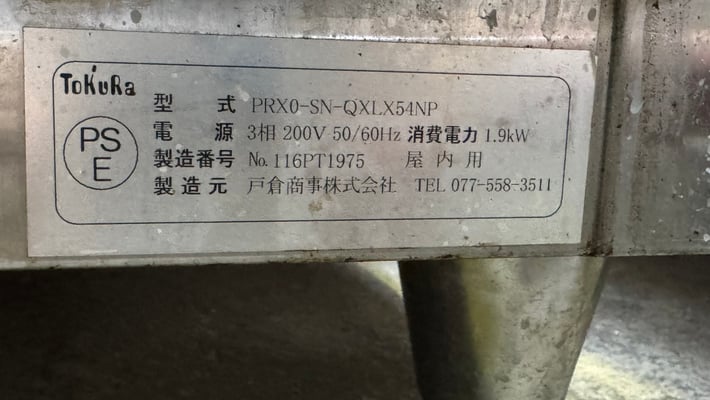 ToKuRa
型 式 PRX0-SN-QXLX54NP
PS
E
電 源 3相 200V 50/60Hz 消費電力 1.9kW
製造番号 No. 116PT1975 屋内用
製造元 戸倉商事株式会社 TEL 077-558-3511